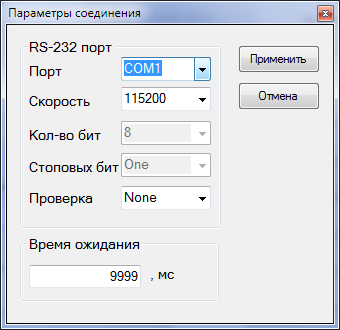 Параметры соединения
RS-232 порт
Порт COM1
Применить
Скорость 115200
Отмена
Кол-во бит 8
Стоповых бит One
Проверка None
Время ожидания
9999 , мс